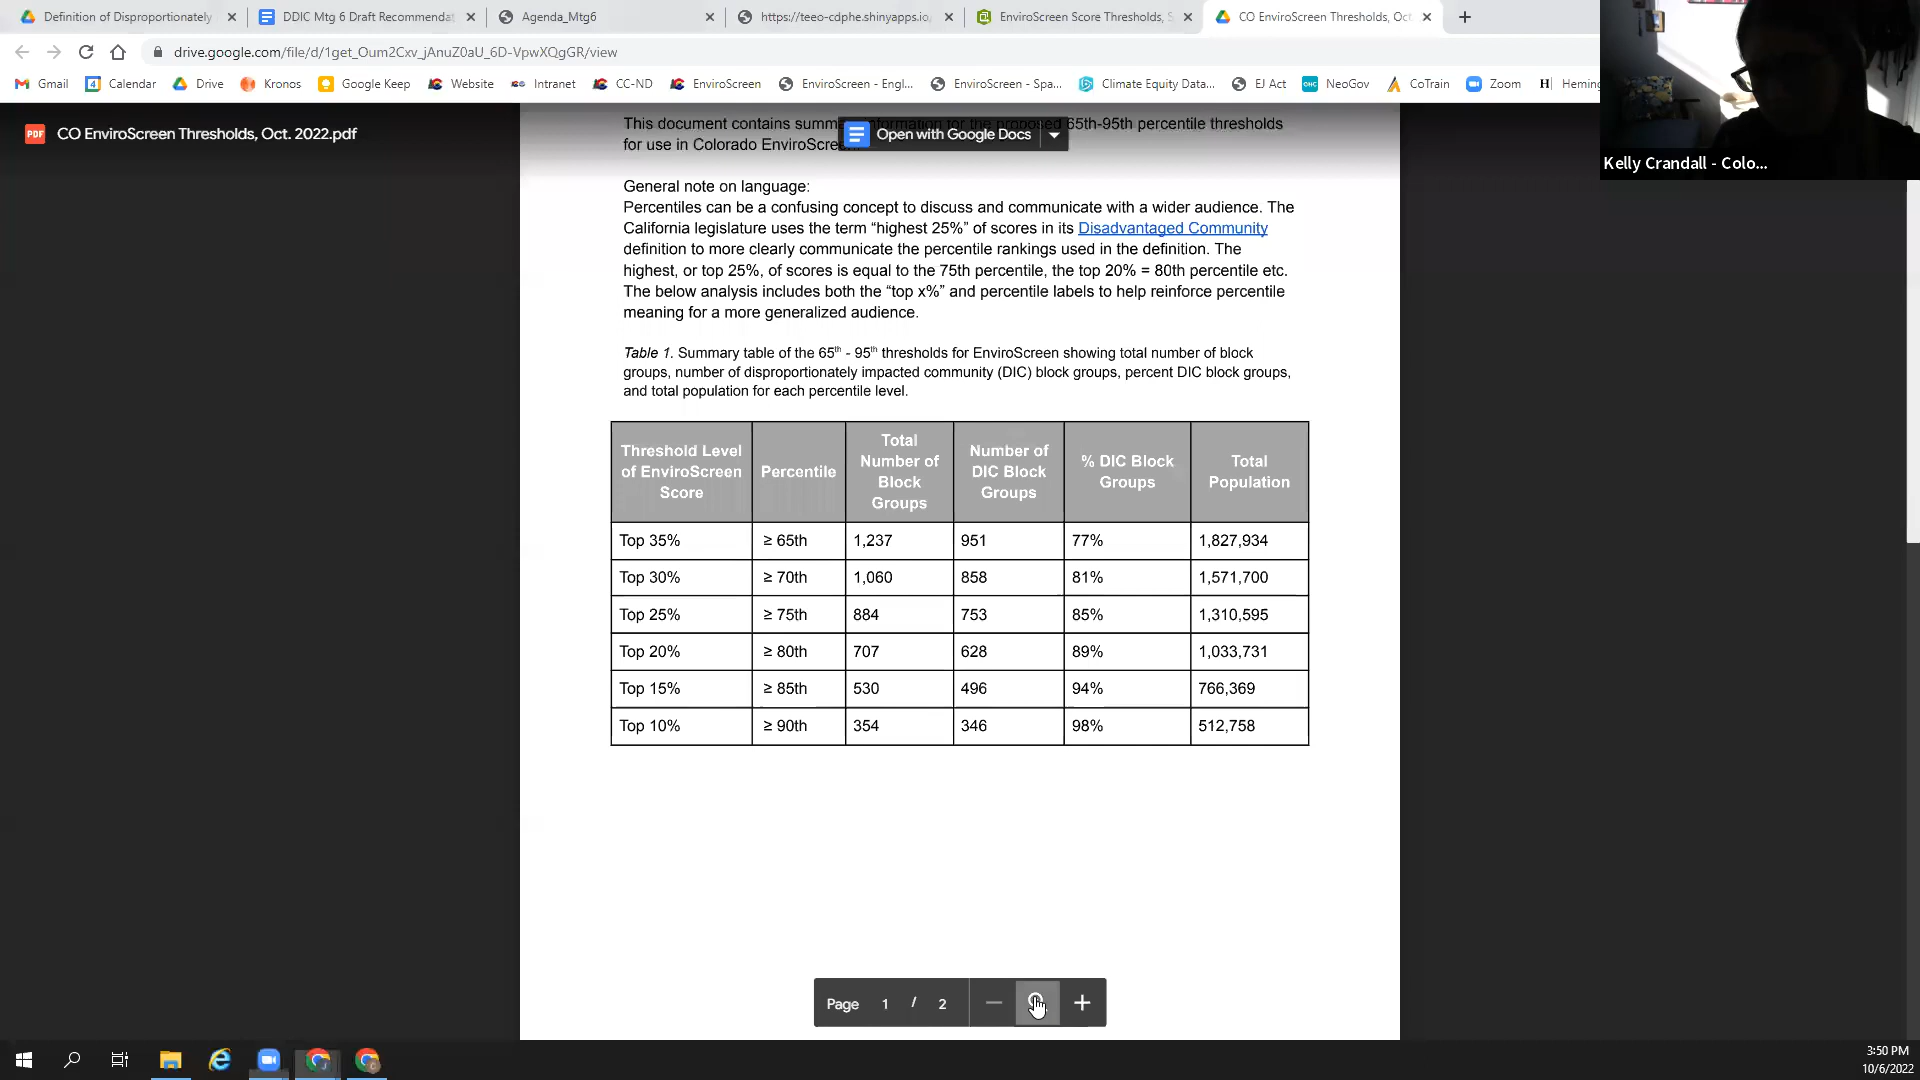 Definition of Disproportionately
DDIC Mtg 6 Draft Recommendat
Agenda_Mtg6
https://teeo-cdphe.shinyapps.io
EnviroScreen Score Thresholds, S
CO EnviroScreen Thresholds, Oct
drive.google.com/file/d/1get_Oum2Cxv_jAnuZ0aU_6D-VpwXQgGR/view
Gmail
Calendar
Drive
Kronos
Google Keep
Website
Intranet
CC-ND
EnviroScreen
EnviroScreen - Engl...
EnviroScreen - Spa...
Climate Equity Data...
EJ Act
NeoGov
CoTrain
Zoom
Heming
Kelly Crandall - Colo...
PDF
CO EnviroScreen Thresholds, Oct. 2022.pdf
Open with Google Docs
This document contains summary information for the proposed 65th-95th percentile thresholds
for use in Colorado EnviroScreen.
General note on language:
Percentiles can be a confusing concept to discuss and communicate with a wider audience. The
California legislature uses the term “highest 25%” of scores in its Disadvantaged Community
definition to more clearly communicate the percentile rankings used in the definition. The
highest, or top 25%, of scores is equal to the 75th percentile, the top 20% = 80th percentile etc.
The below analysis includes both the “top x%” and percentile labels to help reinforce percentile
meaning for a more generalized audience.
Table 1. Summary table of the 65th - 95th thresholds for EnviroScreen showing total number of block
groups, number of disproportionately impacted community (DIC) block groups, percent DIC block groups,
and total population for each percentile level.
Threshold Level of EnviroScreen Score Percentile Total Number of Block Groups Number of DIC Block Groups % DIC Block Groups Total Population
Top 35% ≥ 65th 1,237 951 77% 1,827,934
Top 30% ≥ 70th 1,060 858 81% 1,571,700
Top 25% ≥ 75th 884 753 85% 1,310,595
Top 20% ≥ 80th 707 628 89% 1,033,731
Top 15% ≥ 85th 530 496 94% 766,369
Top 10% ≥ 90th 354 346 98% 512,758
Page 1 / 2
3:50 PM
10/6/2022